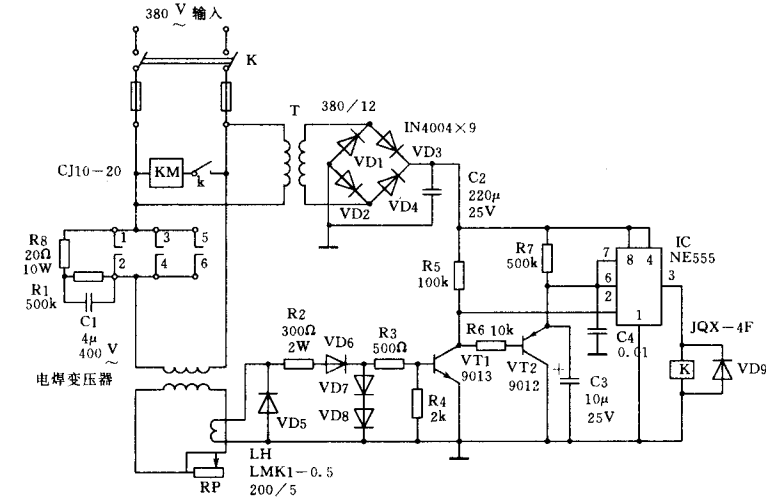 380 V 输入
~
K
T
380/12
IN4004×9
CJ10-20
KM
k
VD1
VD3
VD2
VD4
C2
220μ
25V
R8
20Ω
10W
1
3
5
2
4
6
R1
500k
C1
4μ
400 V
~
R5
100k
R7
500k
7
6
2
8
4
1
3
IC
NE555
R2
300Ω
2W
VD6
R3
500Ω
R6 10k
VT1
9013
VT2
9012
C4
0.01
JQX-4F
K
VD9
电焊变压器
VD7
VD8
VD5
R4
2k
+
C3
10μ
25V
LH
LMK1-0.5
200/5
RP